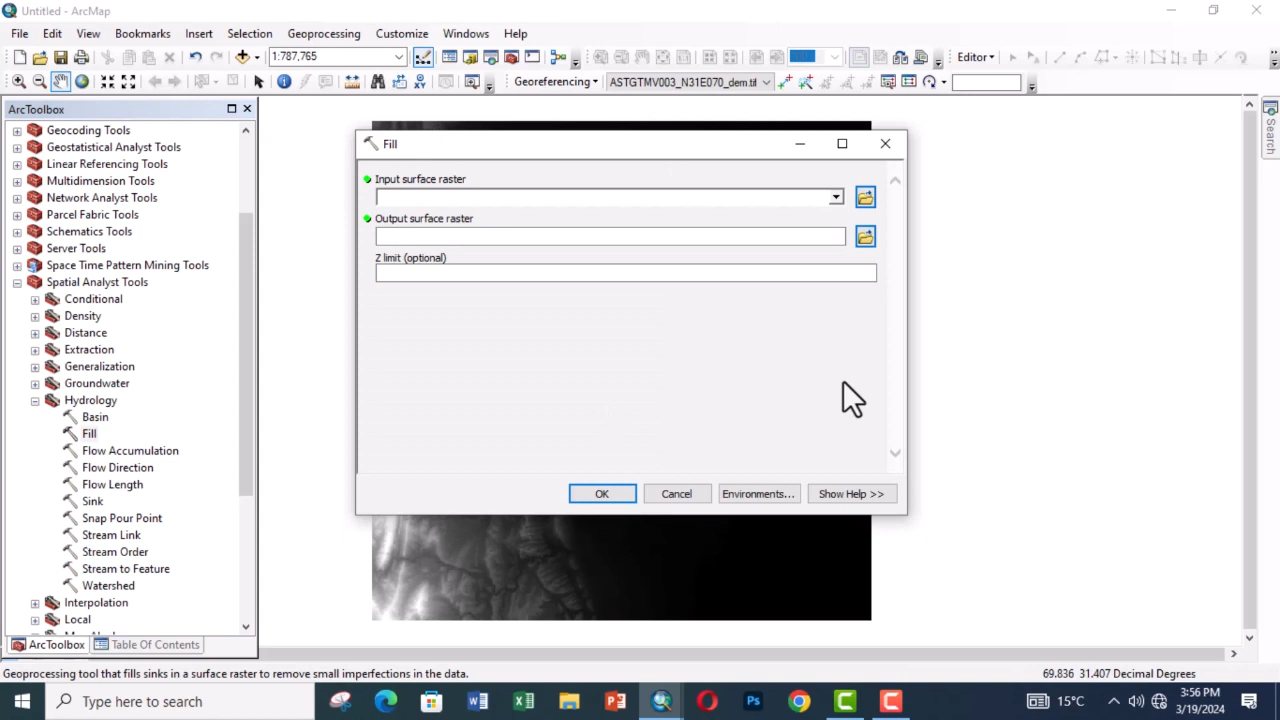 Untitled - ArcMap
File Edit View Bookmarks Insert Selection Geoprocessing Customize Windows Help
1:787,765
Editor
Georeferencing
ASTGTMV003_N31E070_dem.tif
ArcToolbox
Geocoding Tools
Geostatistical Analyst Tools
Linear Referencing Tools
Multidimension Tools
Network Analyst Tools
Parcel Fabric Tools
Schematics Tools
Server Tools
Space Time Pattern Mining Tools
Spatial Analyst Tools
Conditional
Density
Distance
Extraction
Generalization
Groundwater
Hydrology
Basin
Fill
Flow Accumulation
Flow Direction
Flow Length
Sink
Snap Pour Point
Stream Link
Stream Order
Stream to Feature
Watershed
Interpolation
Local
ArcToolbox
Table Of Contents
Fill
Input surface raster
Output surface raster
Z limit (optional)
OK
Cancel
Environments...
Show Help >>
Search
Geoprocessing tool that fills sinks in a surface raster to remove small imperfections in the data.
69.836 31.407 Decimal Degrees
Type here to search
15°C
3:56 PM
3/19/2024